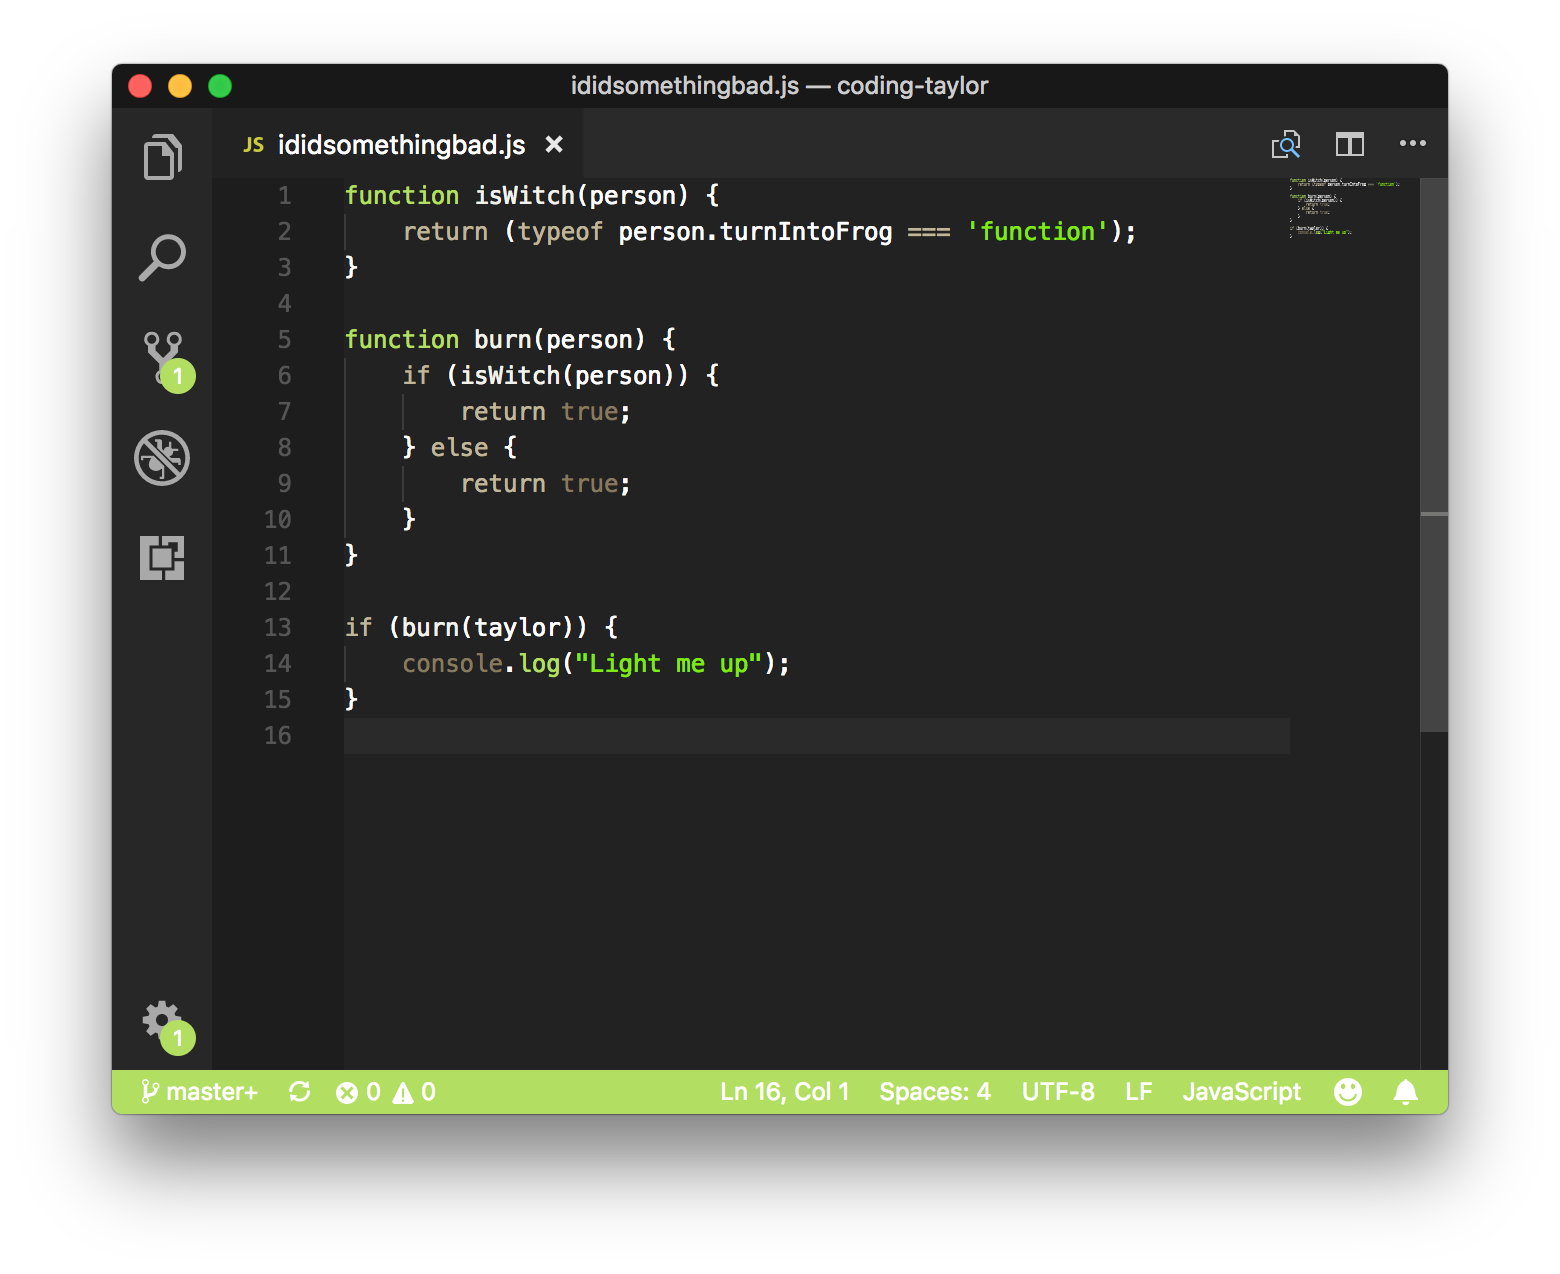 ididsomethingbad.js — coding-taylor
JS ididsomethingbad.js
1 function isWitch(person) {
2     return (typeof person.turnIntoFrog === 'function');
3 }
4
5 function burn(person) {
6     if (isWitch(person)) {
7         return true;
8     } else {
9         return true;
10     }
11 }
12
13 if (burn(taylor)) {
14     console.log("Light me up");
15 }
16
1
1
master+ 0 0 Ln 16, Col 1 Spaces: 4 UTF-8 LF JavaScript